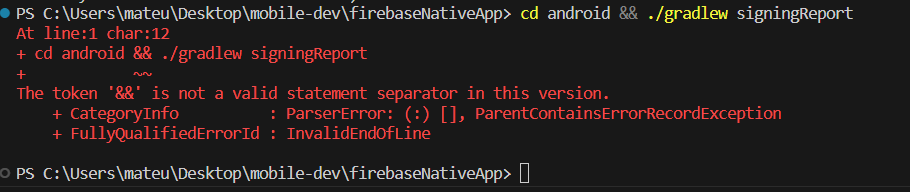 PS C:\Users\mateu\Desktop\mobile-dev\firebaseNativeApp> cd android && ./gradlew signingReport
At line:1 char:12
+ cd android && ./gradlew signingReport
+            ~~
The token '&&' is not a valid statement separator in this version.
    + CategoryInfo          : ParserError: (:) [], ParentContainsErrorRecordException
    + FullyQualifiedErrorId : InvalidEndOfLine
PS C:\Users\mateu\Desktop\mobile-dev\firebaseNativeApp>